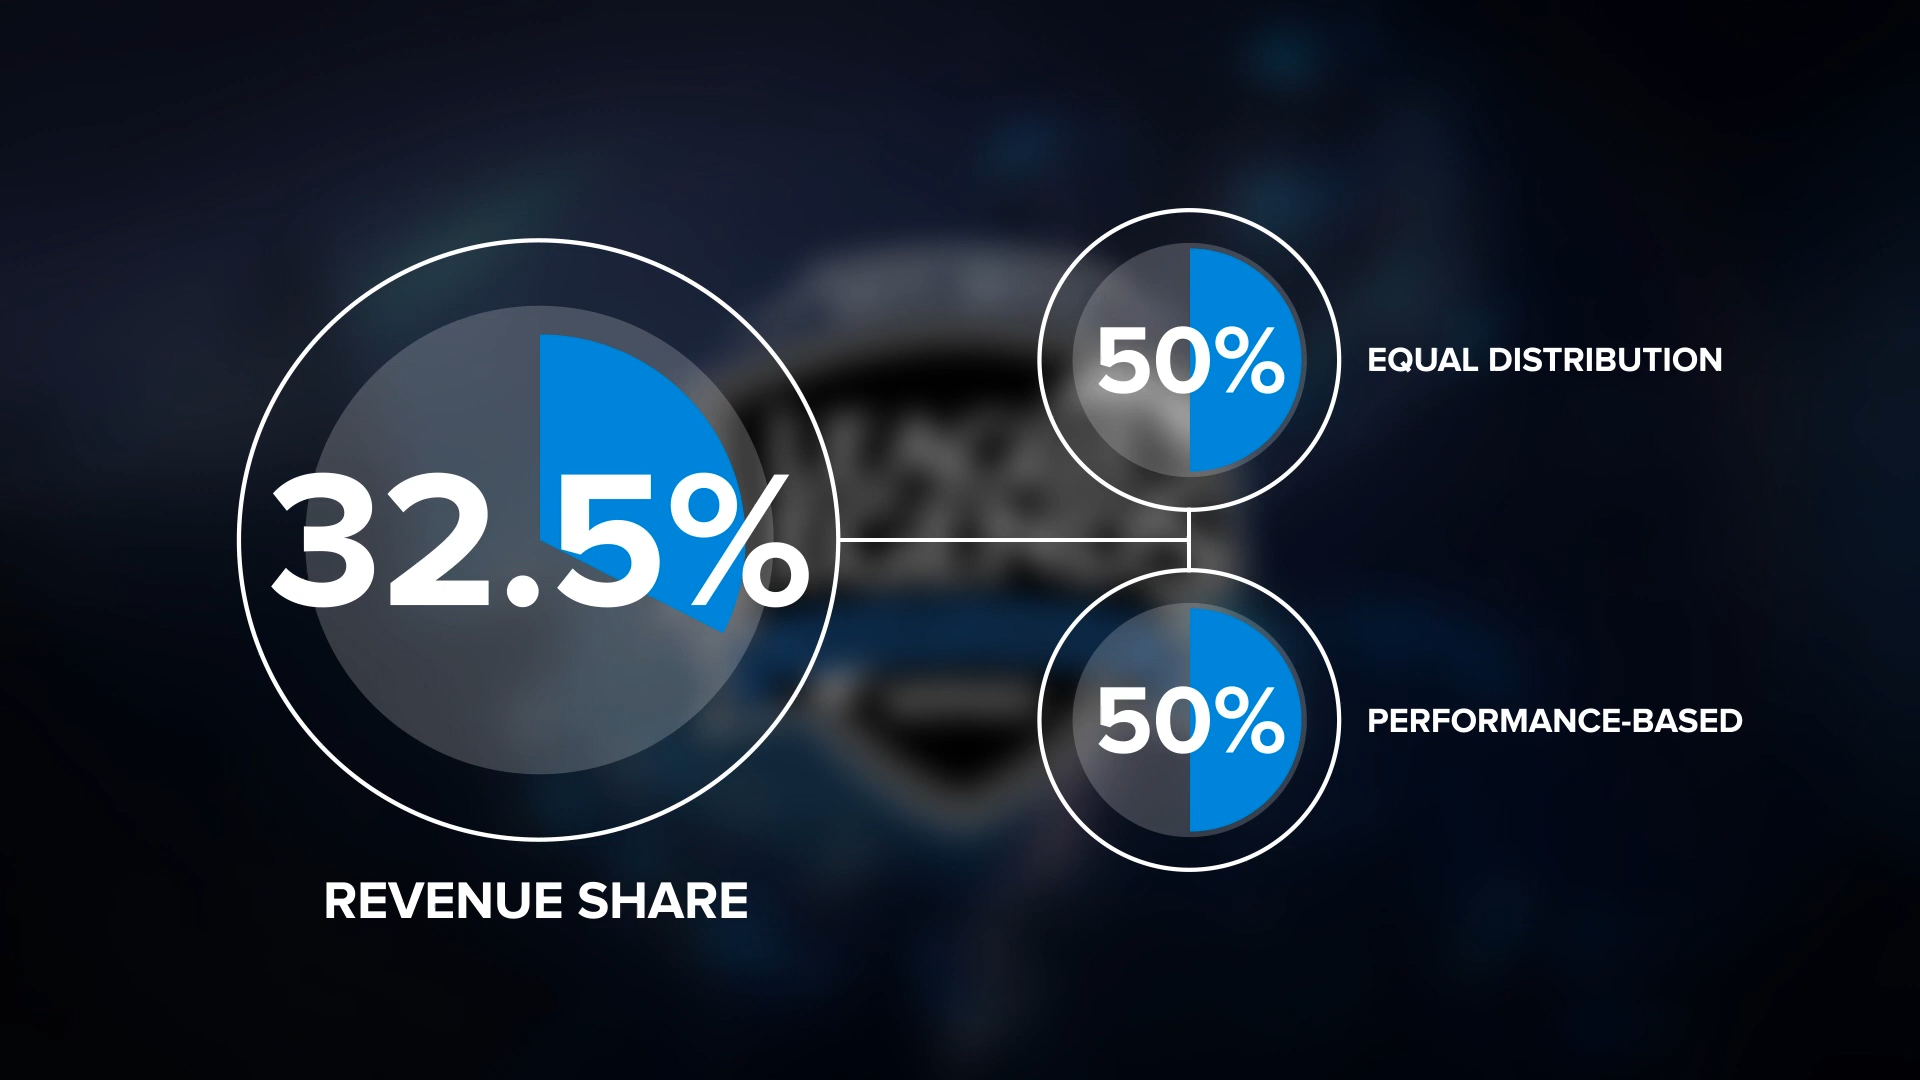 32.5%
REVENUE SHARE
50%
EQUAL DISTRIBUTION
50%
PERFORMANCE-BASED